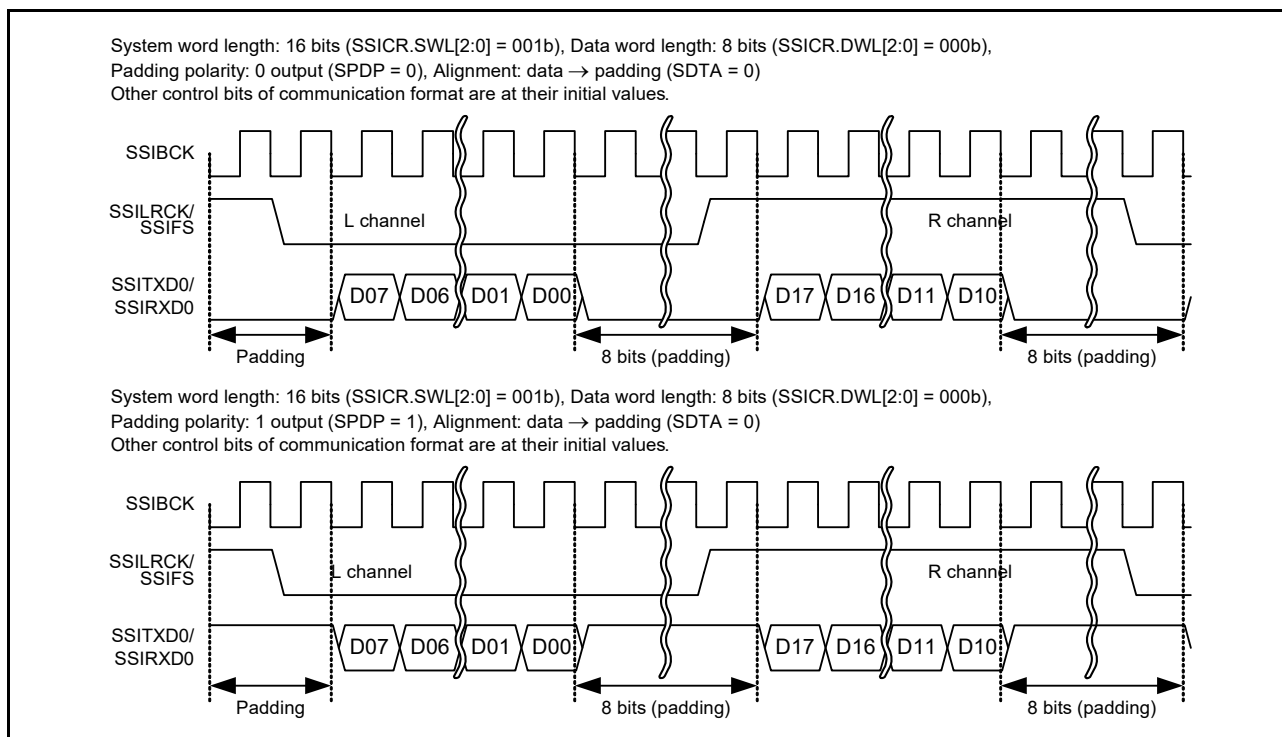 System word length: 16 bits (SSICR.SWL[2:0] = 001b), Data word length: 8 bits (SSICR.DWL[2:0] = 000b),
Padding polarity: 0 output (SPDP = 0), Alignment: data → padding (SDTA = 0)
Other control bits of communication format are at their initial values.
SSIBCK
SSILRCK/
SSIFS
L channel
R channel
SSITXD0/
SSIRXD0
D07 D06 D01 D00 D17 D16 D11 D10
Padding 8 bits (padding) 8 bits (padding)
System word length: 16 bits (SSICR.SWL[2:0] = 001b), Data word length: 8 bits (SSICR.DWL[2:0] = 000b),
Padding polarity: 1 output (SPDP = 1), Alignment: data → padding (SDTA = 0)
Other control bits of communication format are at their initial values.
SSIBCK
SSILRCK/
SSIFS
L channel
R channel
SSITXD0/
SSIRXD0
D07 D06 D01 D00 D17 D16 D11 D10
Padding 8 bits (padding) 8 bits (padding)